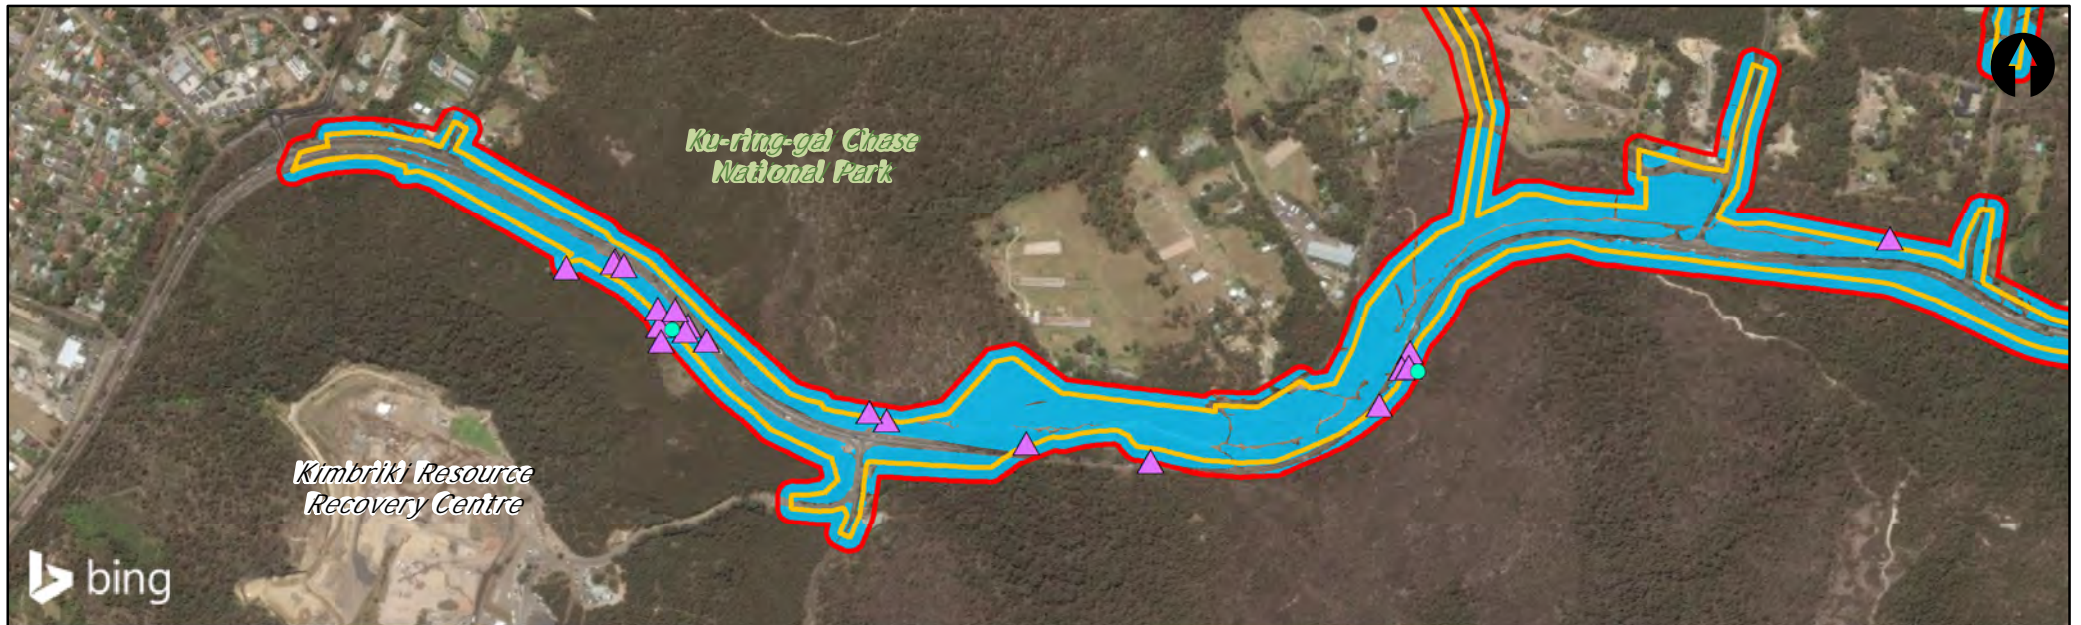 Ku-ring-gai Chase
National Park
Kimbriki Resource
Recovery Centre
bing